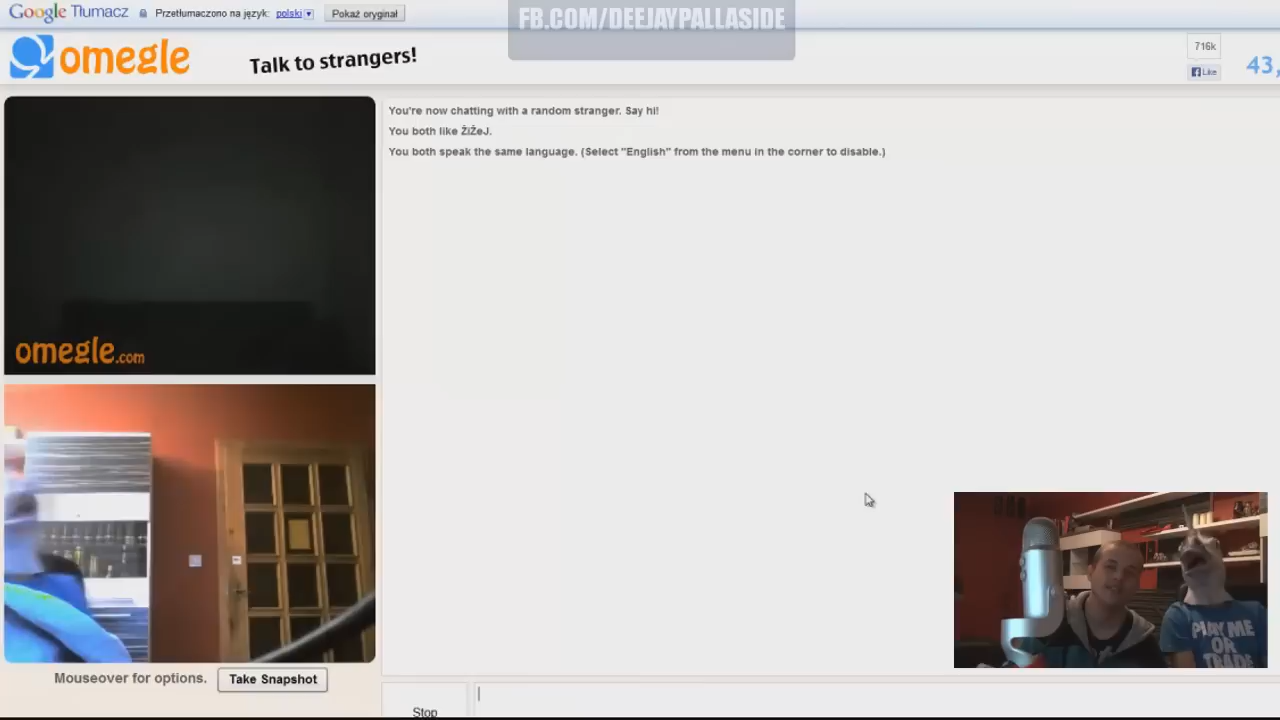 Google Tłumacz Przetłumaczono na język: polski Pokaż oryginał
FB.COM/DEEJAYPALLASIDE
omegle Talk to strangers!
716k
Like
43,
You're now chatting with a random stranger. Say hi!
You both like ŻiŻeJ.
You both speak the same language. (Select "English" from the menu in the corner to disable.)
omegle.com
PLAY ME
OR
TRADE
Mouseover for options. Take Snapshot
Stop